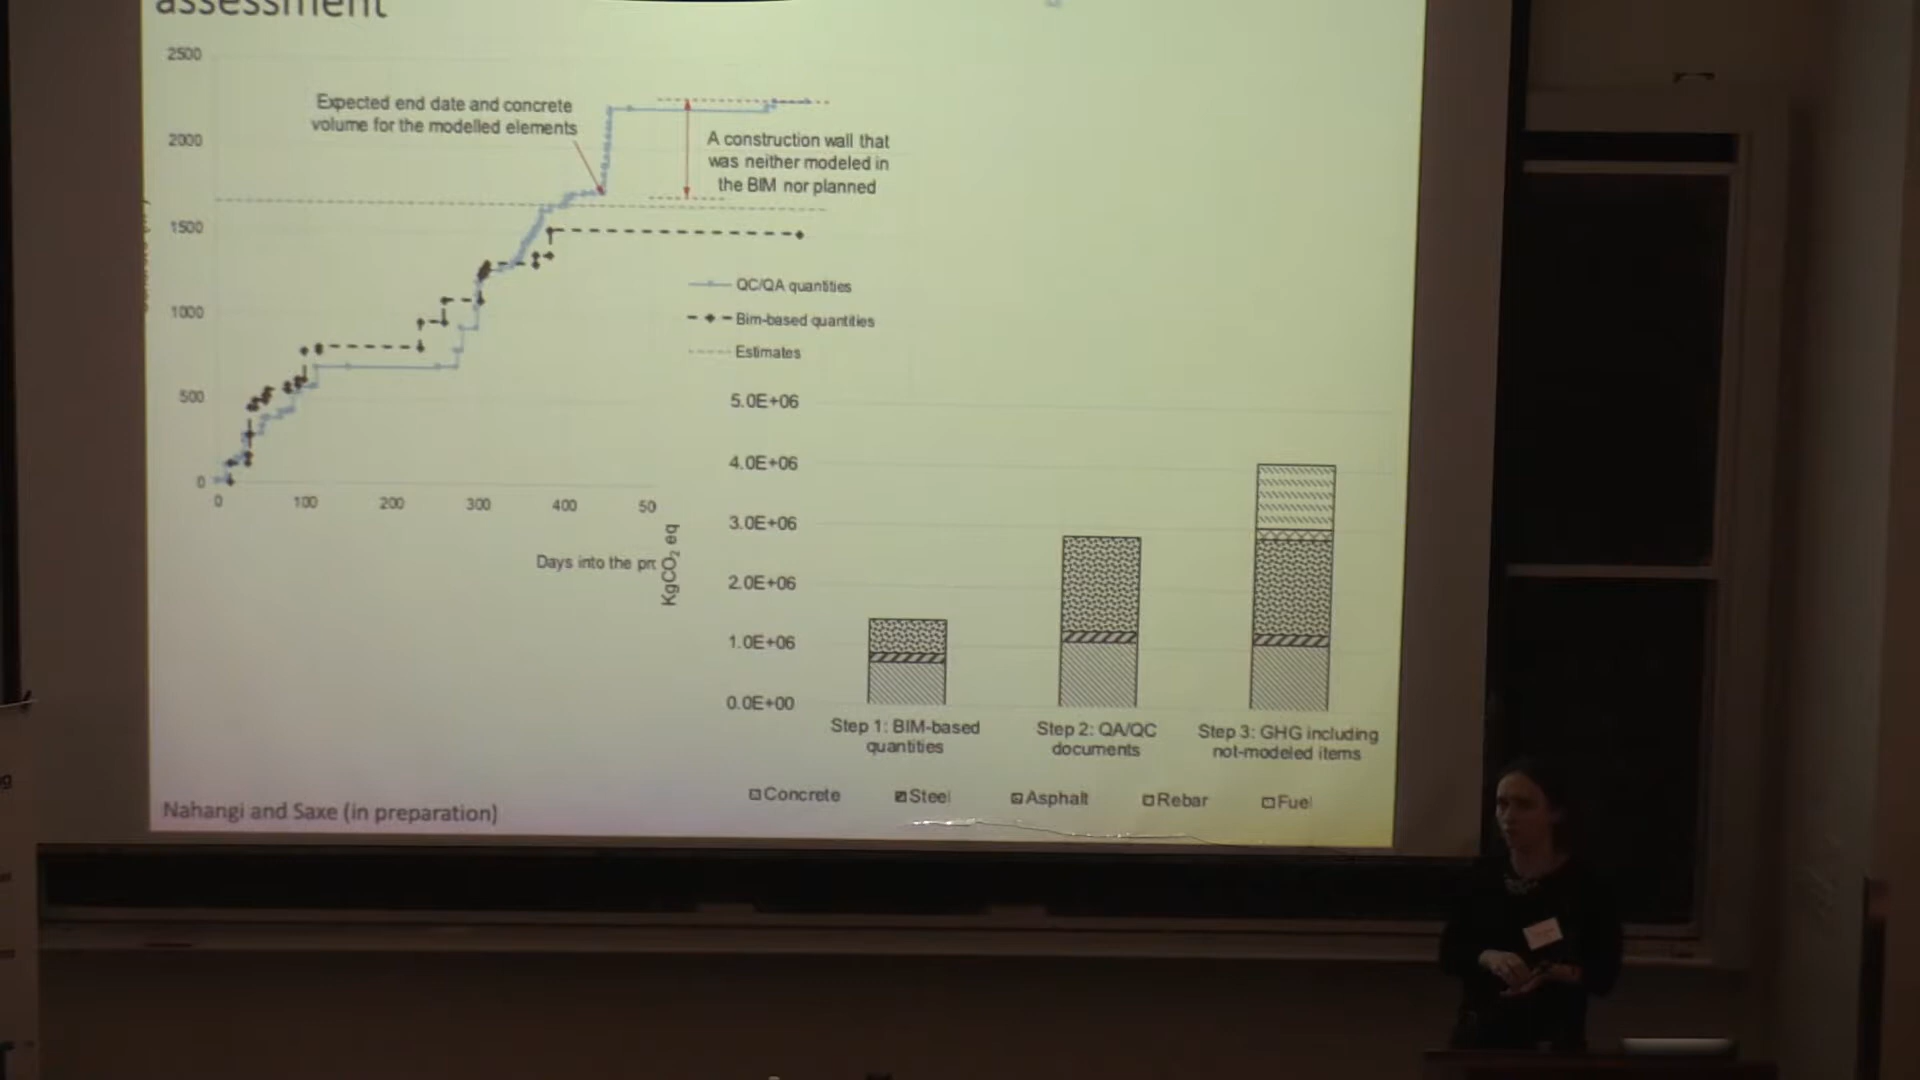 assessment
2500
2000
1500
1000
500
0
0 100 200 300 400 50
Expected end date and concrete
volume for the modelled elements
A construction wall that
was neither modeled in
the BIM nor planned
QC/QA quantities
Bim-based quantities
Estimates
Days into the pro
KgCO₂ eq
5.0E+06
4.0E+06
3.0E+06
2.0E+06
1.0E+06
0.0E+00
Step 1: BIM-based
quantities
Step 2: QA/QC
documents
Step 3: GHG including
not-modeled items
Concrete Steel Asphalt Rebar Fuel
Nahangi and Saxe (in preparation)